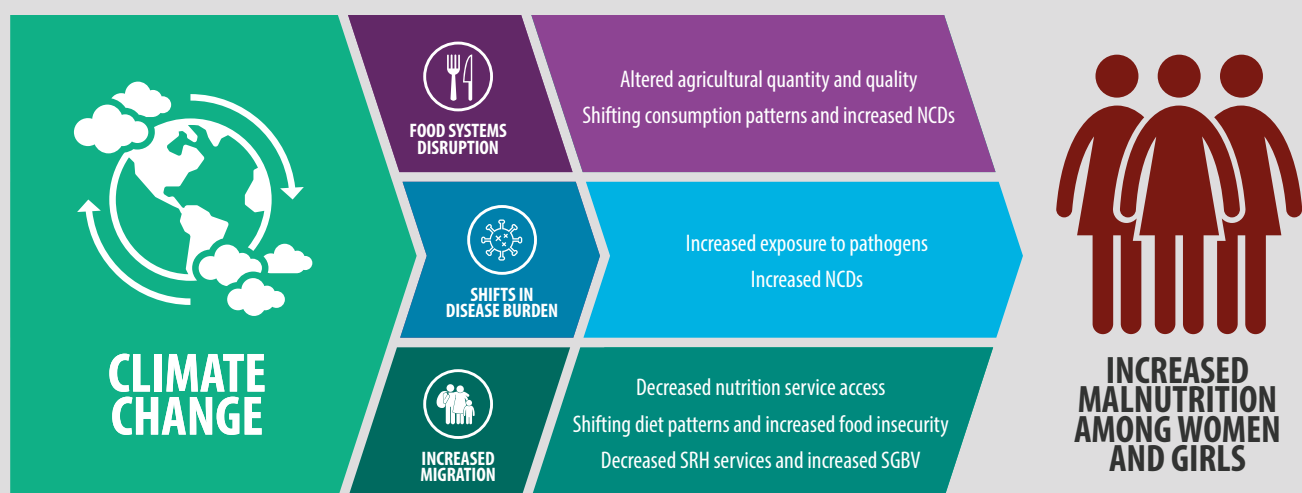 CLIMATE
CHANGE
FOOD SYSTEMS
DISRUPTION
Altered agricultural quantity and quality
Shifting consumption patterns and increased NCDs
SHIFTS IN
DISEASE BURDEN
Increased exposure to pathogens
Increased NCDs
INCREASED
MIGRATION
Decreased nutrition service access
Shifting diet patterns and increased food insecurity
Decreased SRH services and increased SGBV
INCREASED
MALNUTRITION
AMONG WOMEN
AND GIRLS